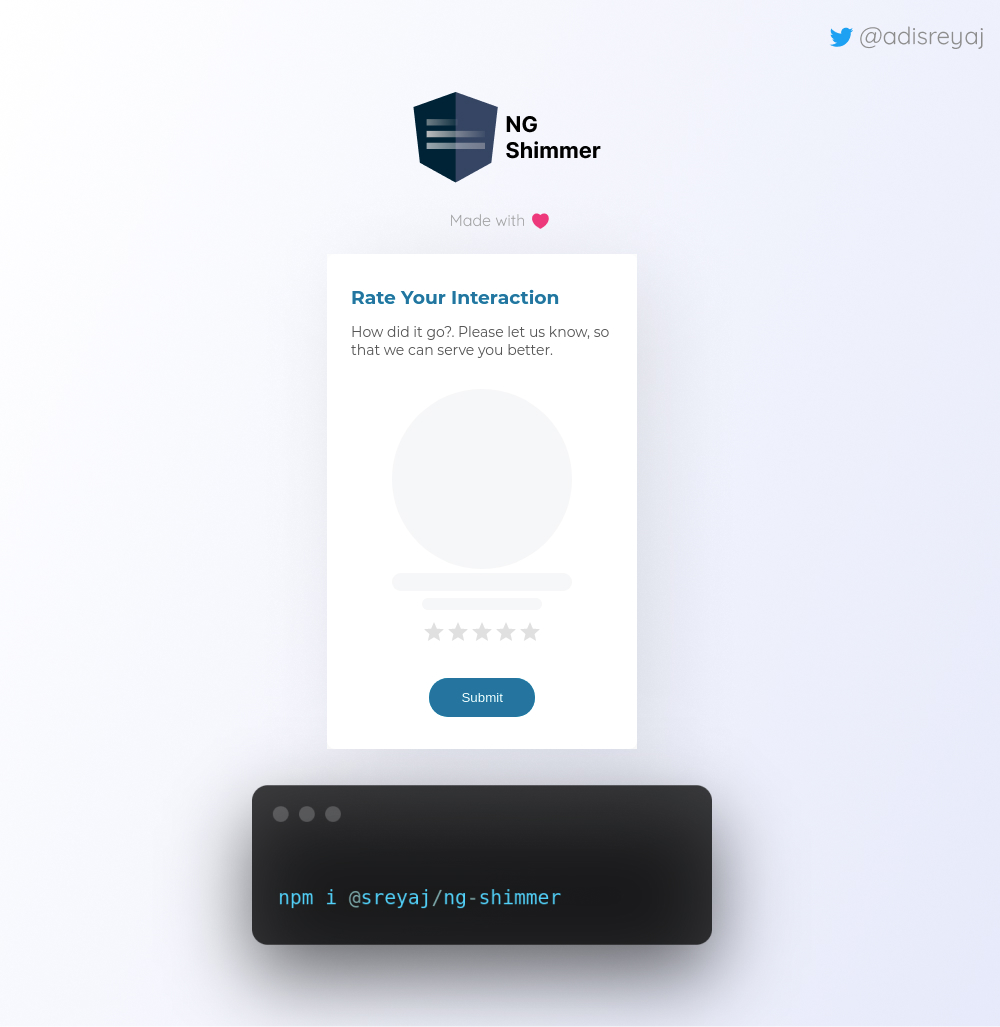 @adisreyaj
NG
Shimmer
Made with
Rate Your Interaction
How did it go?. Please let us know, so
that we can serve you better.
Submit
npm i @sreyaj/ng-shimmer